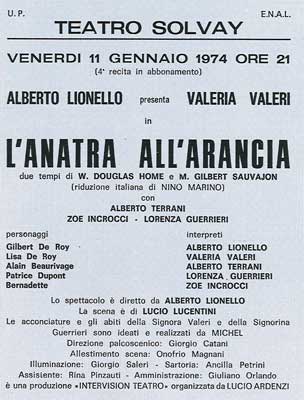 U. P. E.N.A.L.
TEATRO SOLVAY
VENERDI 11 GENNAIO 1974 ORE 21
(4ª recita in abbonamento)
ALBERTO LIONELLO presenta VALERIA VALERI
in
L'ANATRA ALL'ARANCIA
due tempi di W. DOUGLAS HOME e M. GILBERT SAUVAJON
(riduzione italiana di NINO MARINO)
con
ALBERTO TERRANI
ZOE INCROCCI - LORENZA GUERRIERI
personaggi interpreti
Gilbert De Roy ALBERTO LIONELLO
Lisa De Roy VALERIA VALERI
Alain Beaurivage ALBERTO TERRANI
Patrice Dupont LORENZA GUERRIERI
Bernadette ZOE INCROCCI
Lo spettacolo è diretto da ALBERTO LIONELLO
La scena è di LUCIO LUCENTINI
Le acconciature e gli abiti della Signora Valeri e della Signorina
Guerrieri sono ideati e realizzati da MICHEL
Direzione palcoscenico: Giorgio Catani
Allestimento scena: Onofrio Magnani
Illuminazione: Giorgio Saleri - Sartoria: Ancilla Petrini
Assistente: Rina Pinzauti - Amministrazione: Giuliano Orlando
è una produzione «INTERVISION TEATRO» organizzata da LUCIO ARDENZI